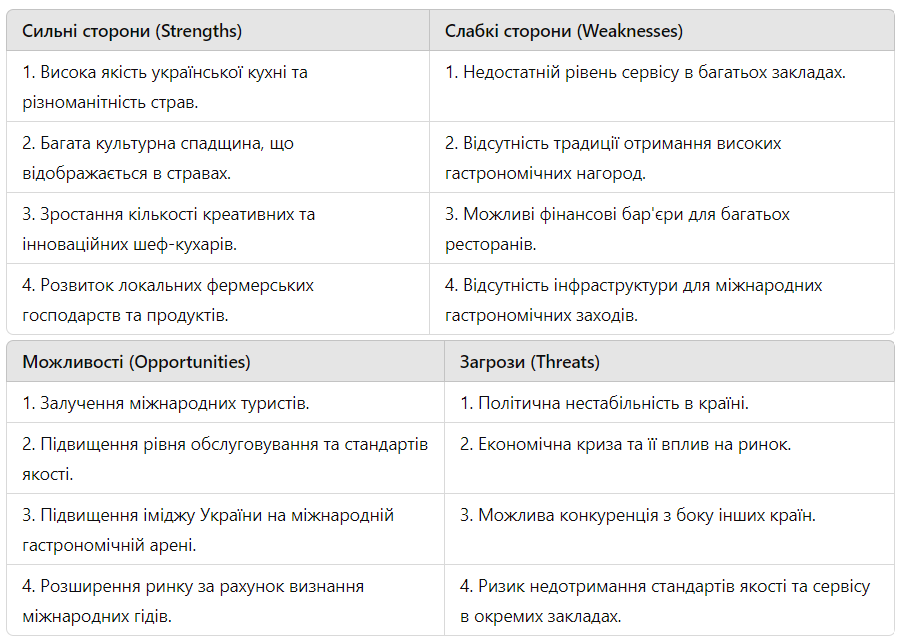 Сильні сторони (Strengths)
Слабкі сторони (Weaknesses)
1. Висока якість української кухні та
різноманітність страв.
1. Недостатній рівень сервісу в багатьох закладах.
2. Багата культурна спадщина, що
відображається в стравах.
2. Відсутність традиції отримання високих
гастрономічних нагород.
3. Зростання кількості креативних та
інноваційних шеф-кухарів.
3. Можливі фінансові бар'єри для багатьох
ресторанів.
4. Розвиток локальних фермерських
господарств та продуктів.
4. Відсутність інфраструктури для міжнародних
гастрономічних заходів.
Можливості (Opportunities)
Загрози (Threats)
1. Залучення міжнародних туристів.
1. Політична нестабільність в країні.
2. Підвищення рівня обслуговування та стандартів
якості.
2. Економічна криза та її вплив на ринок.
3. Підвищення іміджу України на міжнародній
гастрономічній арені.
3. Можлива конкуренція з боку інших країн.
4. Розширення ринку за рахунок визнання
міжнародних гідів.
4. Ризик недотримання стандартів якості та сервісу
в окремих закладах.